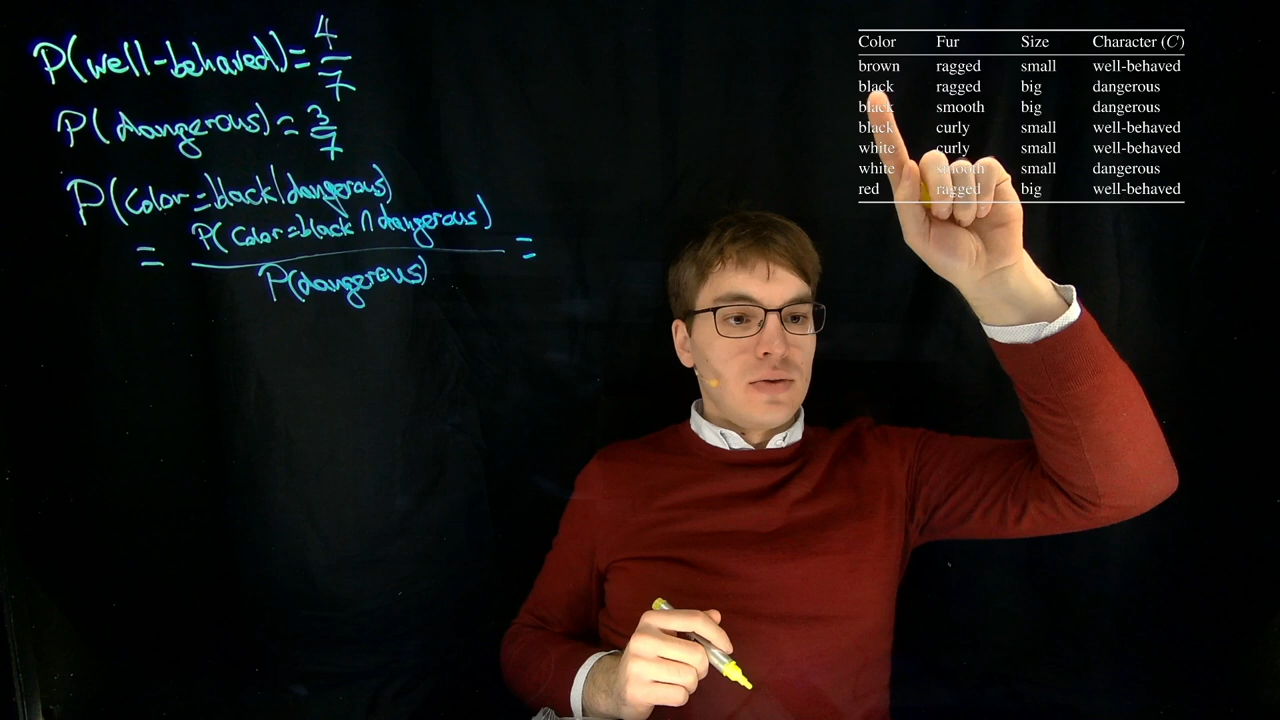 P(well-behaved) = 4/7
P(dangerous) = 3/7
P(Color=black|dangerous)
= P(Color=black ∩ dangerous) / P(dangerous) =
Color Fur Size Character (C)
brown ragged small well-behaved
black ragged big dangerous
black smooth big dangerous
black curly small well-behaved
white curly small well-behaved
white smooth small dangerous
red ragged big well-behaved